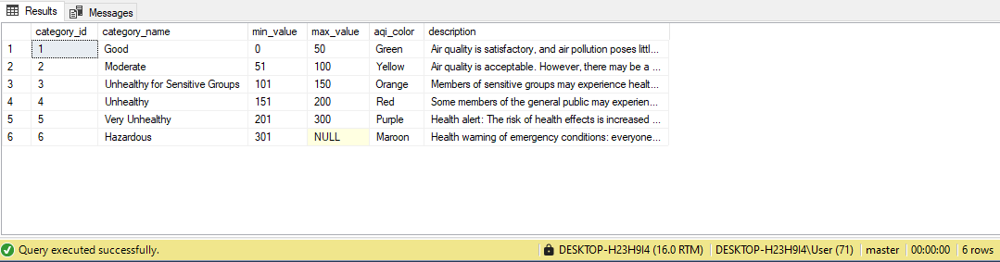 Results Messages
category_id category_name min_value max_value aqi_color description
1 1 Good 0 50 Green Air quality is satisfactory, and air pollution poses littl...
2 2 Moderate 51 100 Yellow Air quality is acceptable. However, there may be a ...
3 3 Unhealthy for Sensitive Groups 101 150 Orange Members of sensitive groups may experience healt...
4 4 Unhealthy 151 200 Red Some members of the general public may experien...
5 5 Very Unhealthy 201 300 Purple Health alert: The risk of health effects is increased ...
6 6 Hazardous 301 NULL Maroon Health warning of emergency conditions: everyone...
Query executed successfully. DESKTOP-H23H9I4 (16.0 RTM) DESKTOP-H23H9I4\User (71) master 00:00:00 6 rows